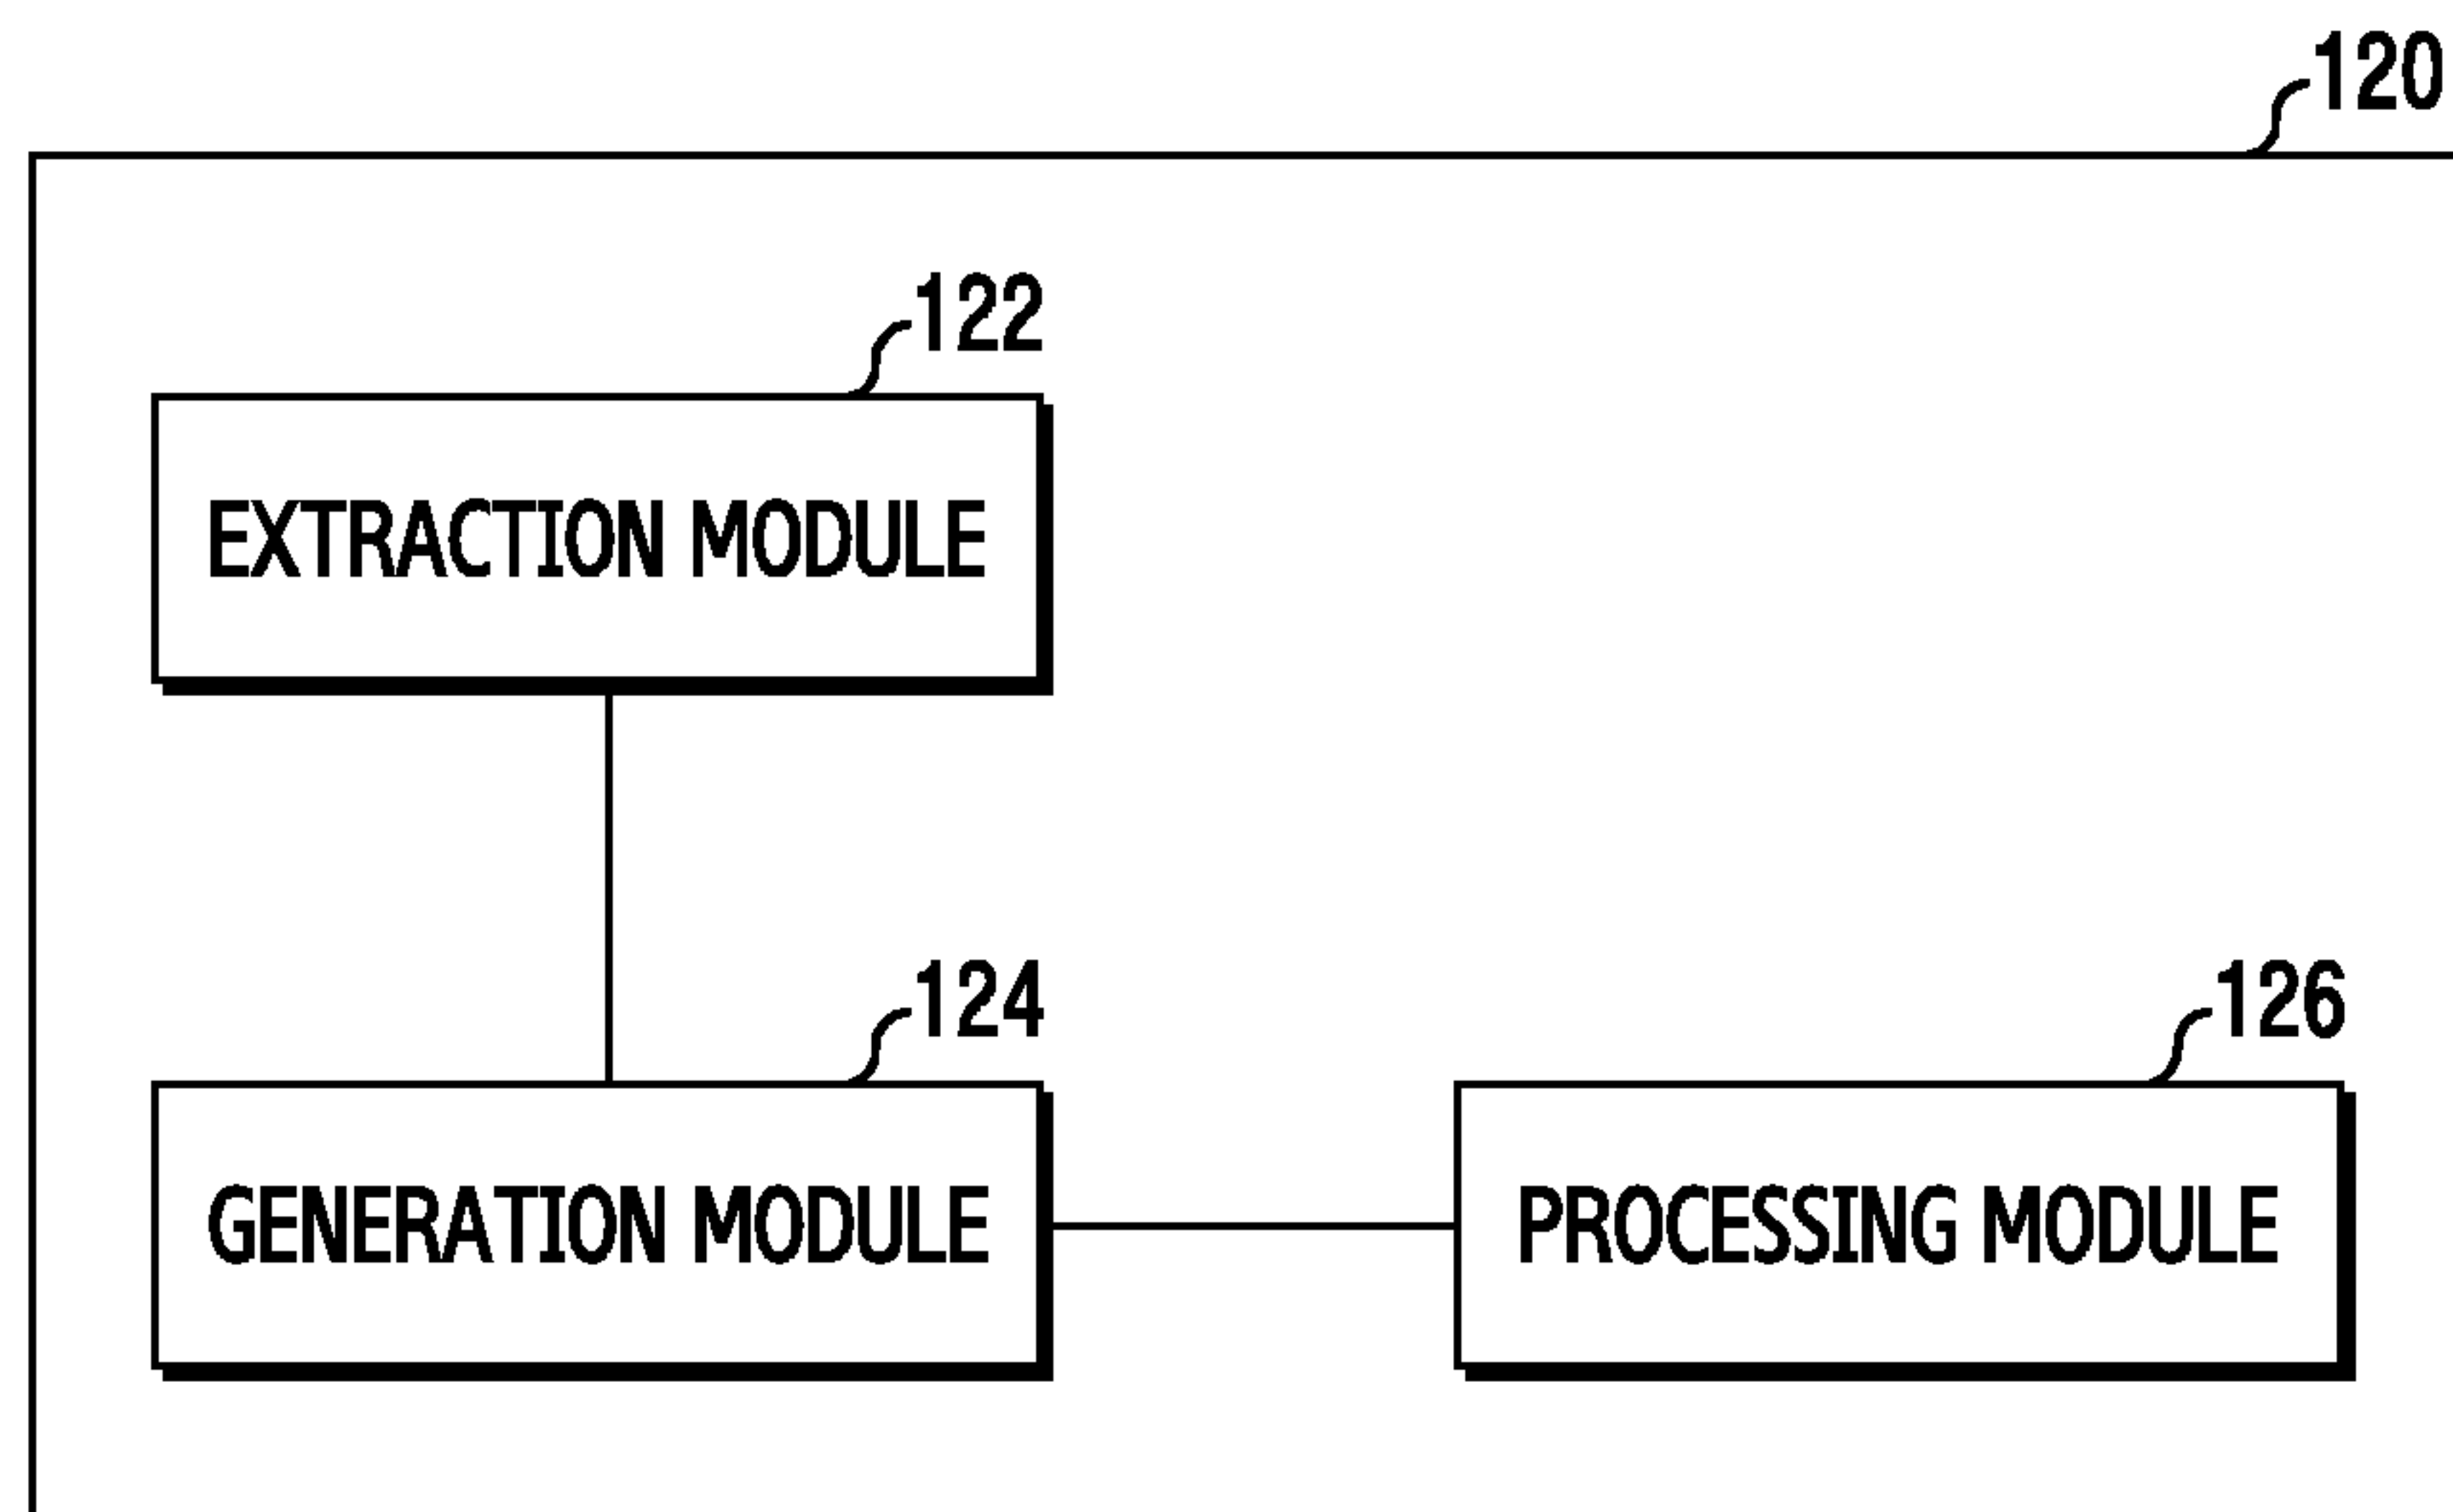 120
122
EXTRACTION MODULE
124
126
GENERATION MODULE
PROCESSING MODULE